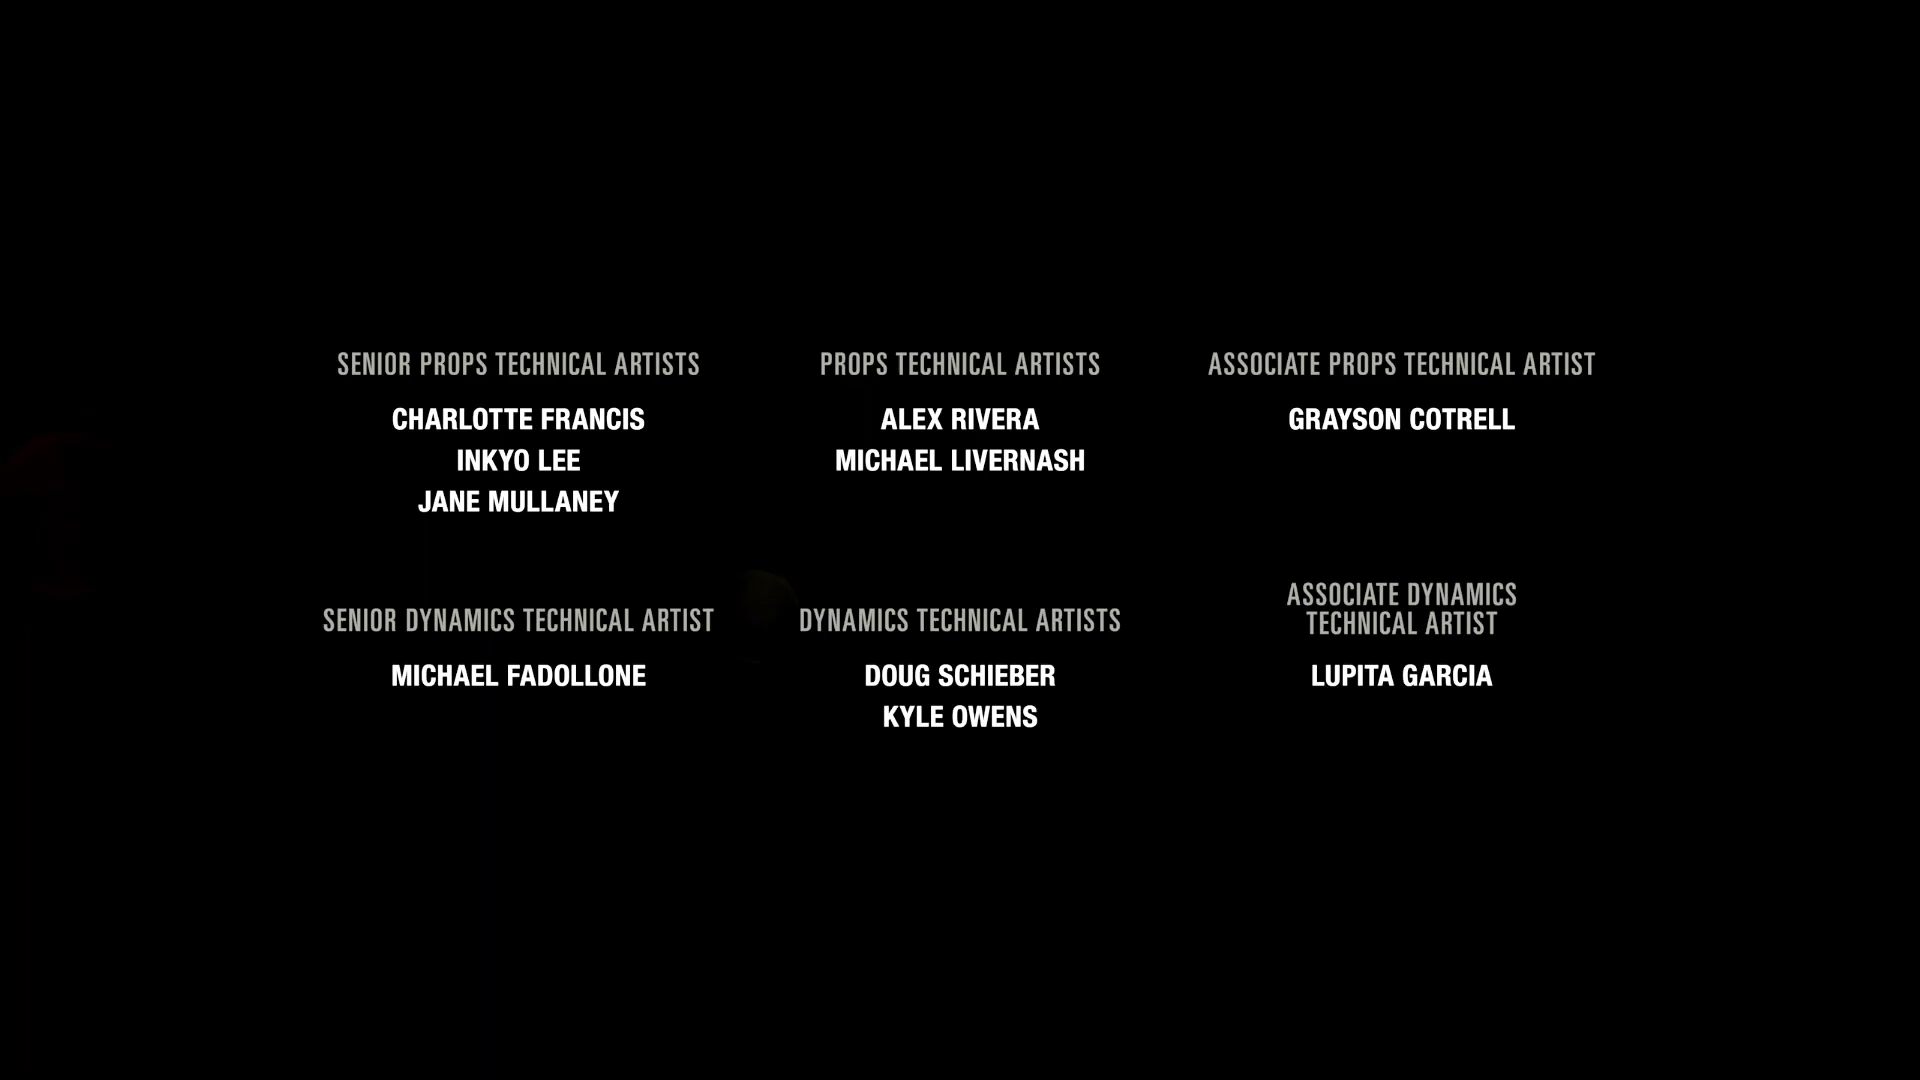 SENIOR PROPS TECHNICAL ARTISTS
CHARLOTTE FRANCIS
INKYO LEE
JANE MULLANEY
PROPS TECHNICAL ARTISTS
ALEX RIVERA
MICHAEL LIVERNASH
ASSOCIATE PROPS TECHNICAL ARTIST
GRAYSON COTRELL
SENIOR DYNAMICS TECHNICAL ARTIST
MICHAEL FADOLLONE
DYNAMICS TECHNICAL ARTISTS
DOUG SCHIEBER
KYLE OWENS
ASSOCIATE DYNAMICS
TECHNICAL ARTIST
LUPITA GARCIA